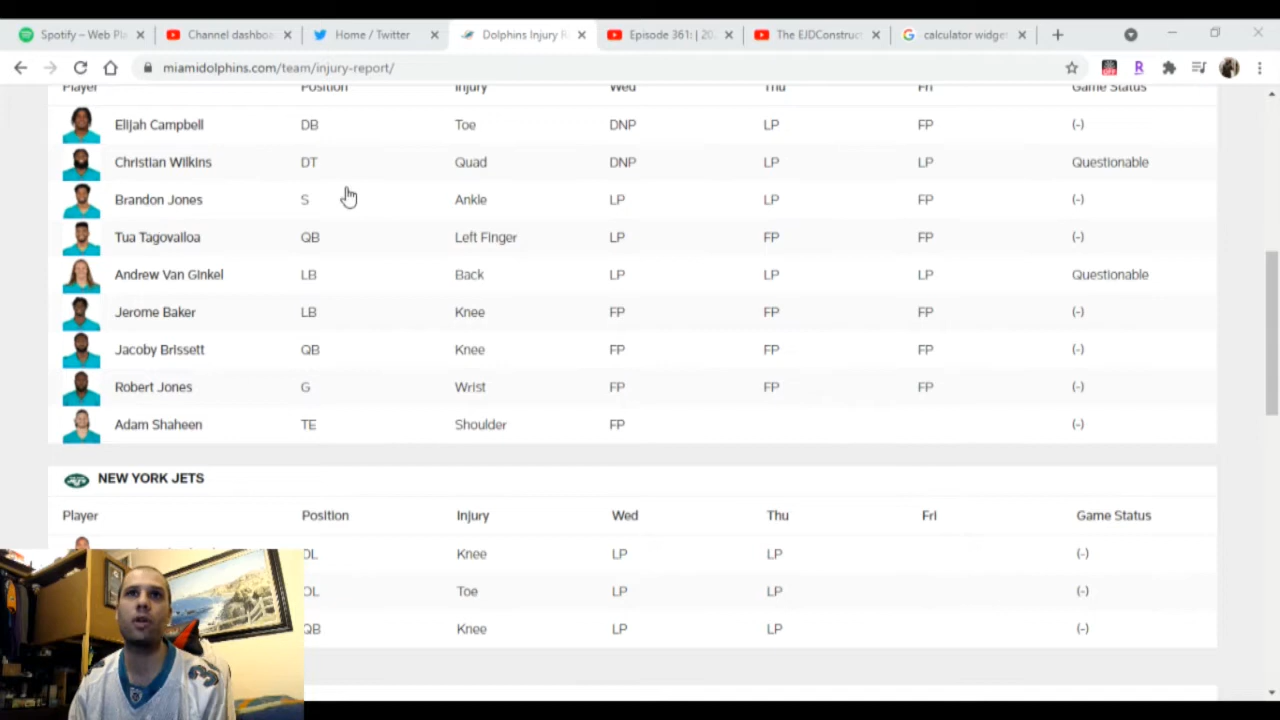 Spotify – Web Pla
Channel dashboa
Home / Twitter
Dolphins Injury R
Episode 361: | 202
The EJDConstruct
calculator widge
miamidolphins.com/team/injury-report/
Player Position Injury Wed Thu Fri Game Status
Elijah Campbell DB Toe DNP LP FP (-)
Christian Wilkins DT Quad DNP LP LP Questionable
Brandon Jones S Ankle LP LP FP (-)
Tua Tagovailoa QB Left Finger LP FP FP (-)
Andrew Van Ginkel LB Back LP LP LP Questionable
Jerome Baker LB Knee FP FP FP (-)
Jacoby Brissett QB Knee FP FP FP (-)
Robert Jones G Wrist FP FP FP (-)
Adam Shaheen TE Shoulder FP (-)
NEW YORK JETS
Player Position Injury Wed Thu Fri Game Status
OL Knee LP LP (-)
OL Toe LP LP (-)
QB Knee LP LP (-)